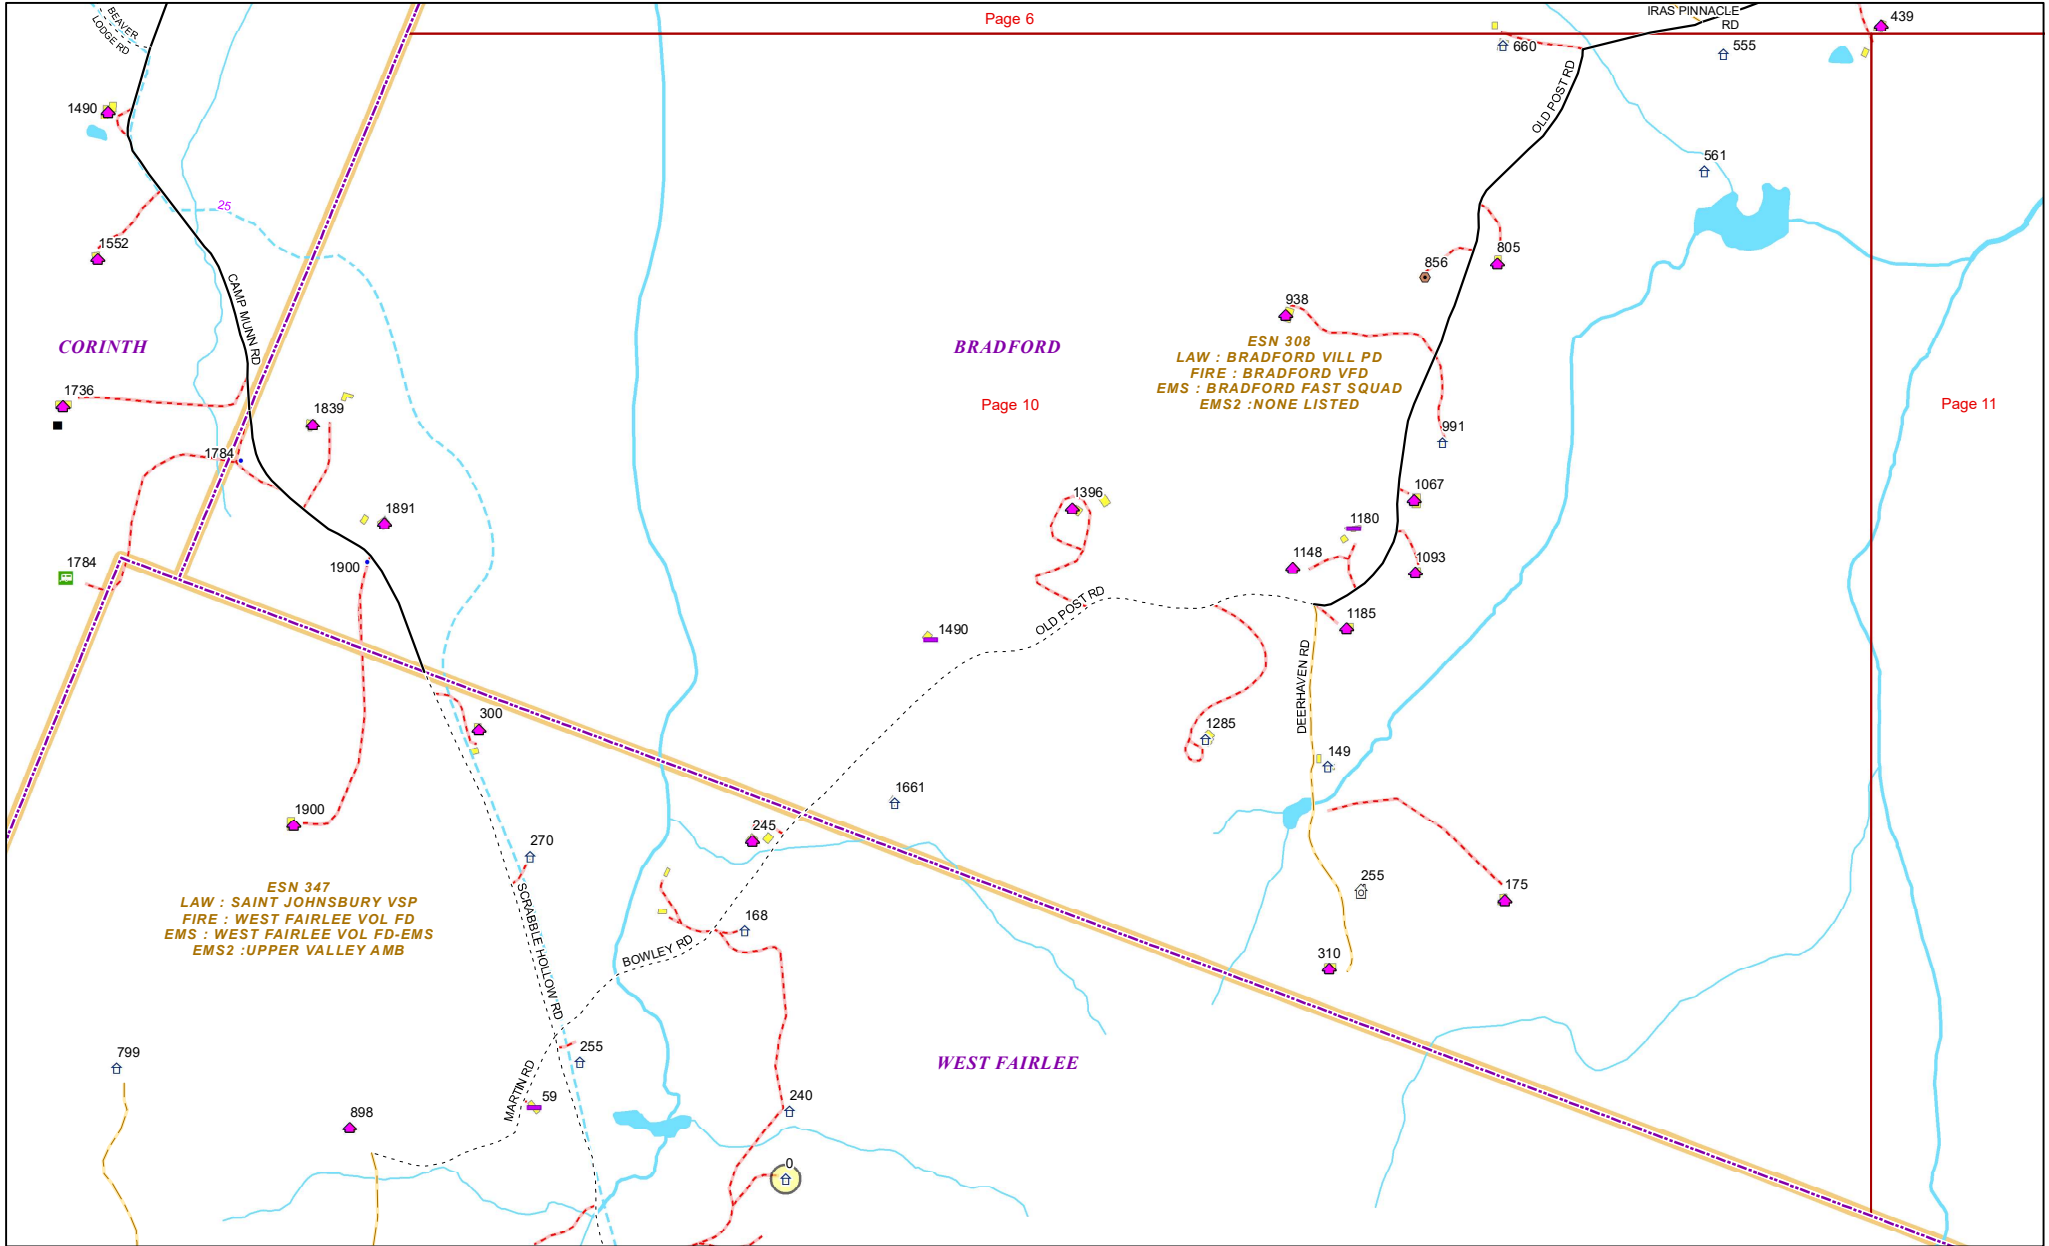 Page 6
IRAS PINNACLE
RD
439
BEAVER
LODGE RD
660
555
OLD POST RD
1490
561
25
1552
805
856
CAMP MUNN RD
938
CORINTH
BRADFORD
ESN 308
LAW : BRADFORD VILL PD
FIRE : BRADFORD VFD
EMS : BRADFORD FAST SQUAD
EMS2 :NONE LISTED
1736
1839
Page 10
Page 11
991
1784
1067
1396
1891
1180
1148
1093
1784
1900
OLD POST RD
1185
1490
DEERHAVEN RD
300
1285
149
1661
1900
245
270
ESN 347
LAW : SAINT JOHNSBURY VSP
FIRE : WEST FAIRLEE VOL FD
EMS : WEST FAIRLEE VOL FD-EMS
EMS2 :UPPER VALLEY AMB
255
175
168
SCRABBLE HOLLOW RD
BOWLEY RD
310
799
255
WEST FAIRLEE
MARTIN RD
59
240
898
0